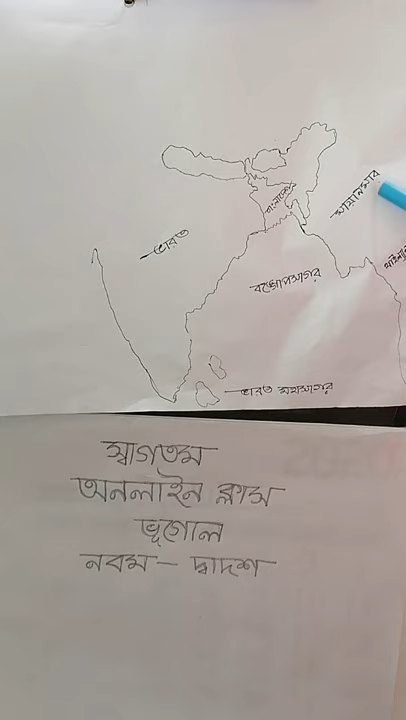 বাংলাদেশ
মায়ানমার
ভারত
বঙ্গোপসাগর
ভারত মহাসাগর
স্বাগতম
অনলাইন ক্লাস
ভূগোল
নবম - দ্বাদশ